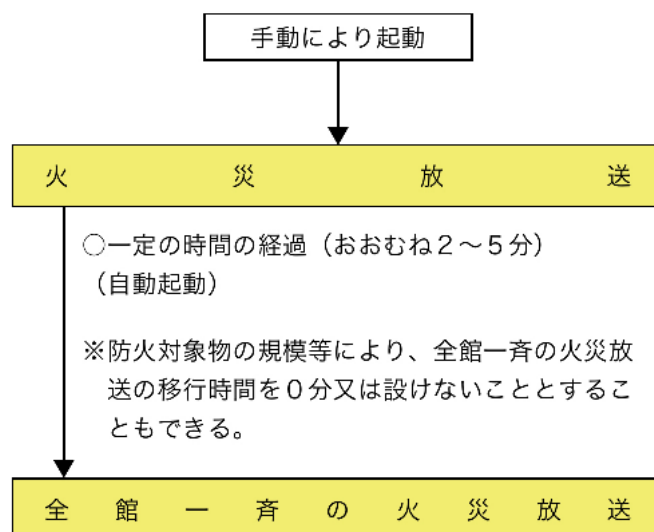 手動により起動
火災放送
○一定の時間の経過（おおむね２～５分）
（自動起動）
※防火対象物の規模等により、全館一斉の火災放
送の移行時間を０分又は設けないこととするこ
ともできる。
全館一斉の火災放送